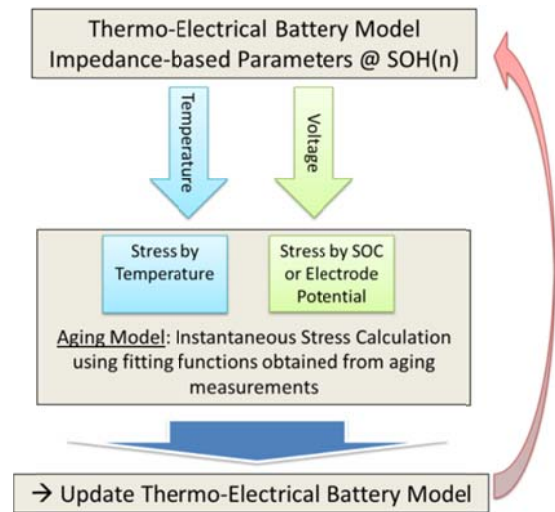 Thermo-Electrical Battery Model
Impedance-based Parameters @ SOH(n)
Temperature
Voltage
Stress by
Temperature
Stress by SOC
or Electrode
Potential
Aging Model: Instantaneous Stress Calculation
using fitting functions obtained from aging
measurements
→ Update Thermo-Electrical Battery Model